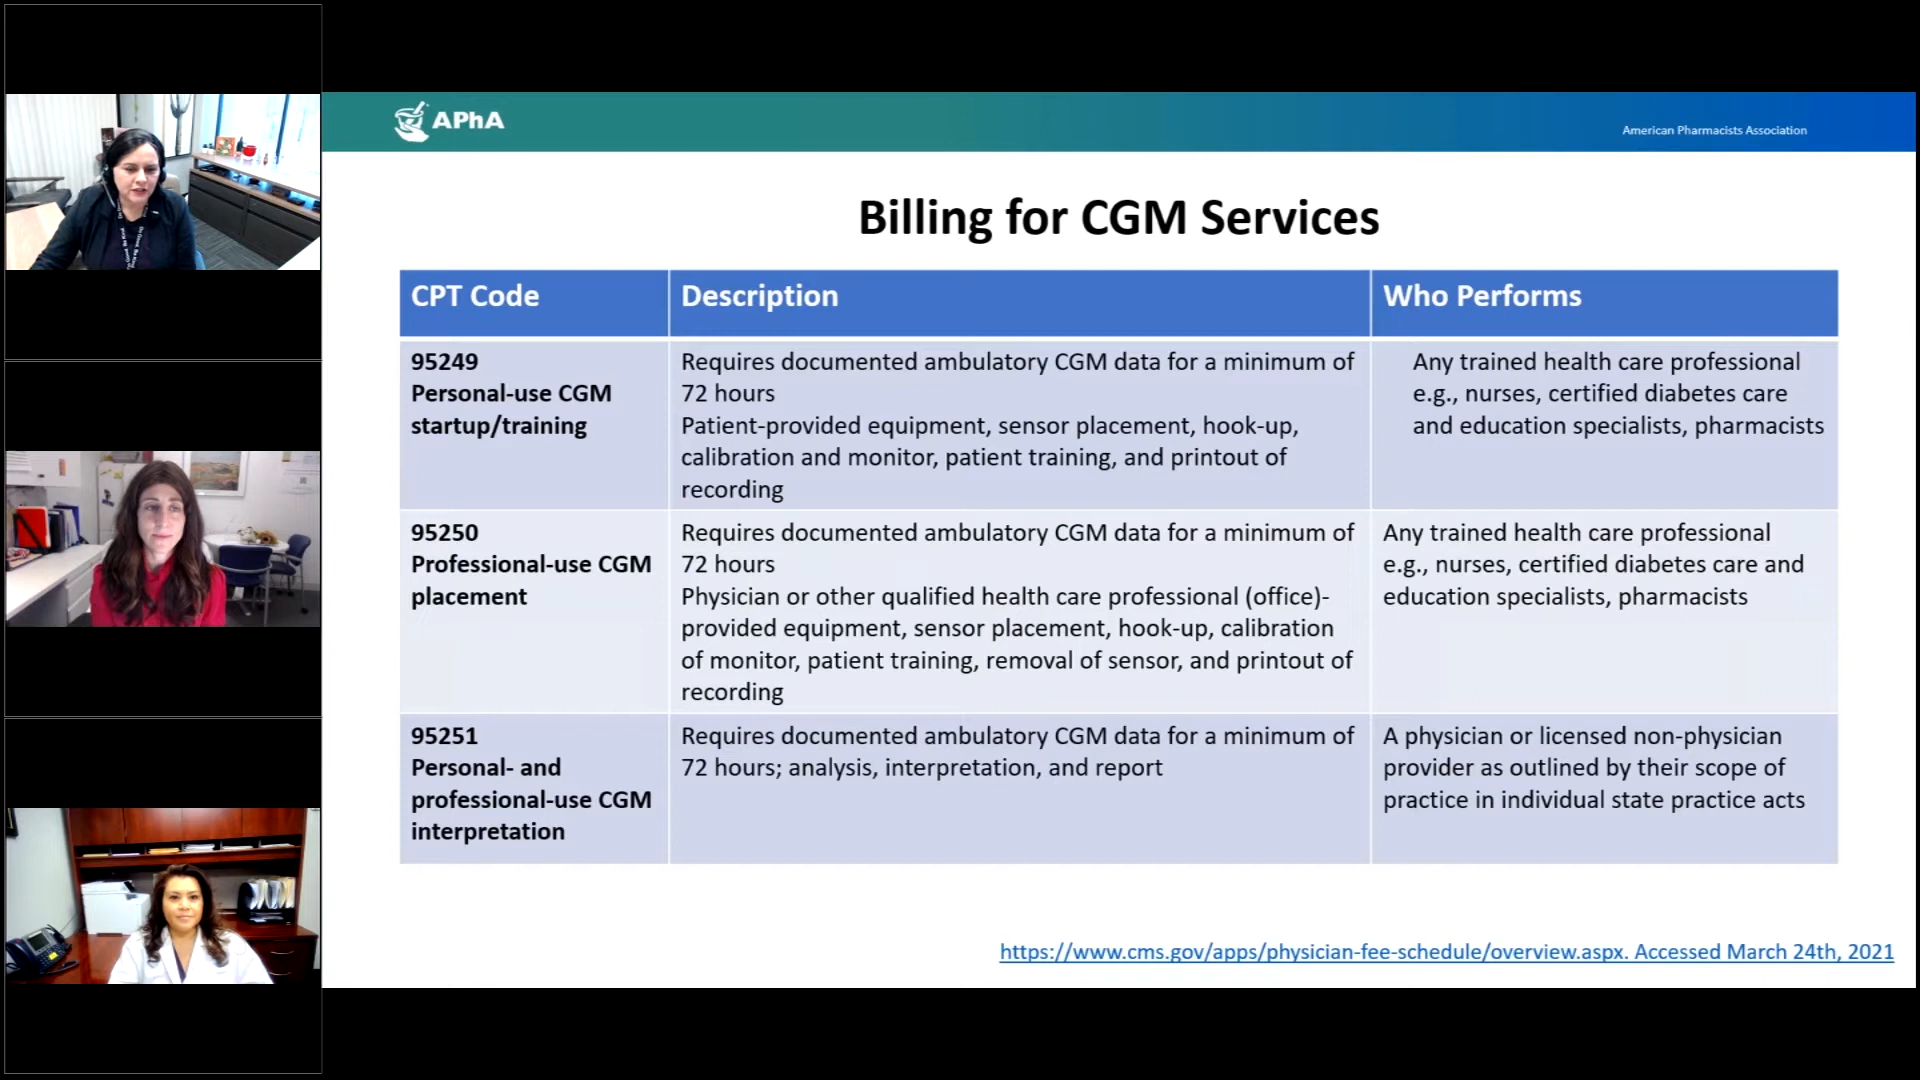 APhA
American Pharmacists Association
Billing for CGM Services
CPT Code
Description
Who Performs
95249
Personal-use CGM
startup/training
Requires documented ambulatory CGM data for a minimum of
72 hours
Patient-provided equipment, sensor placement, hook-up,
calibration and monitor, patient training, and printout of
recording
Any trained health care professional
e.g., nurses, certified diabetes care
and education specialists, pharmacists
95250
Professional-use CGM
placement
Requires documented ambulatory CGM data for a minimum of
72 hours
Physician or other qualified health care professional (office)-
provided equipment, sensor placement, hook-up, calibration
of monitor, patient training, removal of sensor, and printout of
recording
Any trained health care professional
e.g., nurses, certified diabetes care and
education specialists, pharmacists
95251
Personal- and
professional-use CGM
interpretation
Requires documented ambulatory CGM data for a minimum of
72 hours; analysis, interpretation, and report
A physician or licensed non-physician
provider as outlined by their scope of
practice in individual state practice acts
https://www.cms.gov/apps/physician-fee-schedule/overview.aspx. Accessed March 24th, 2021